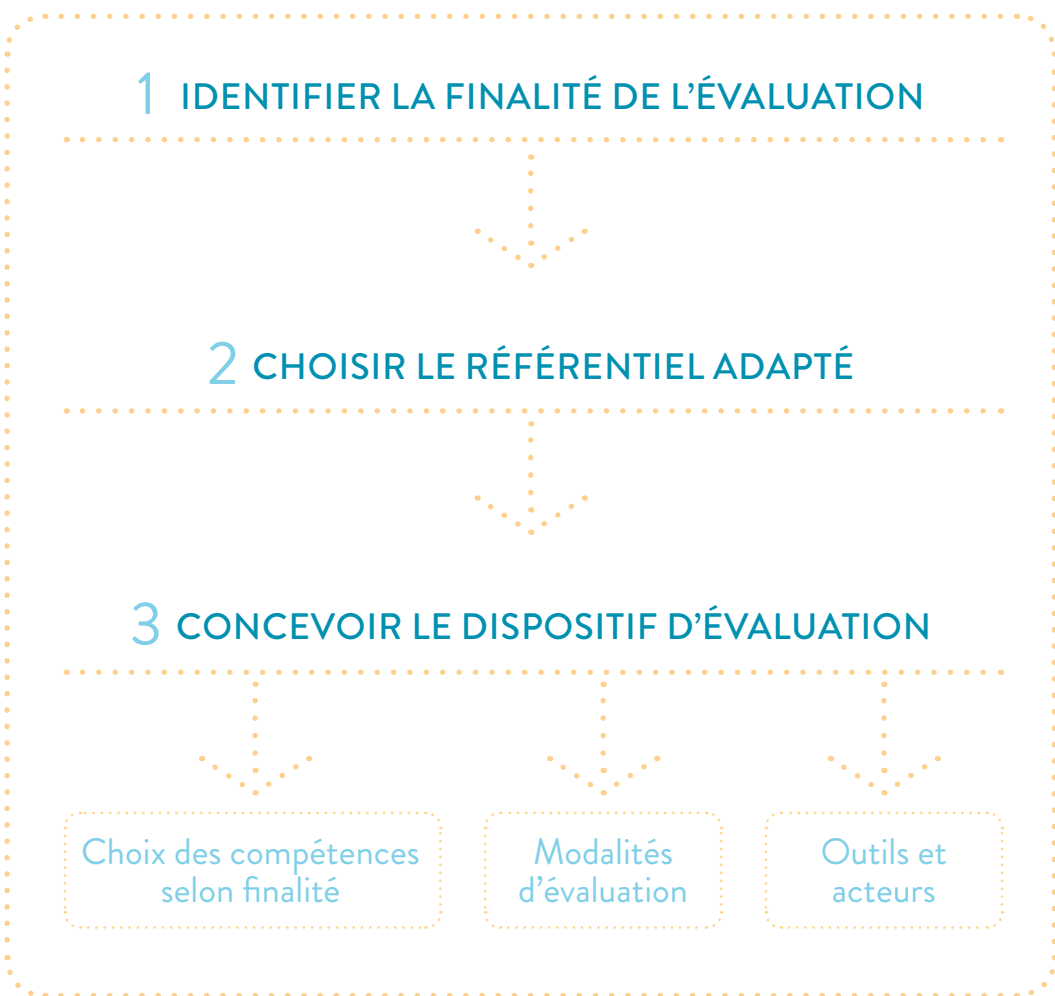 1 IDENTIFIER LA FINALITÉ DE L’ÉVALUATION
2 CHOISIR LE RÉFÉRENTIEL ADAPTÉ
3 CONCEVOIR LE DISPOSITIF D’ÉVALUATION
Choix des compétences
selon finalité
Modalités
d’évaluation
Outils et
acteurs